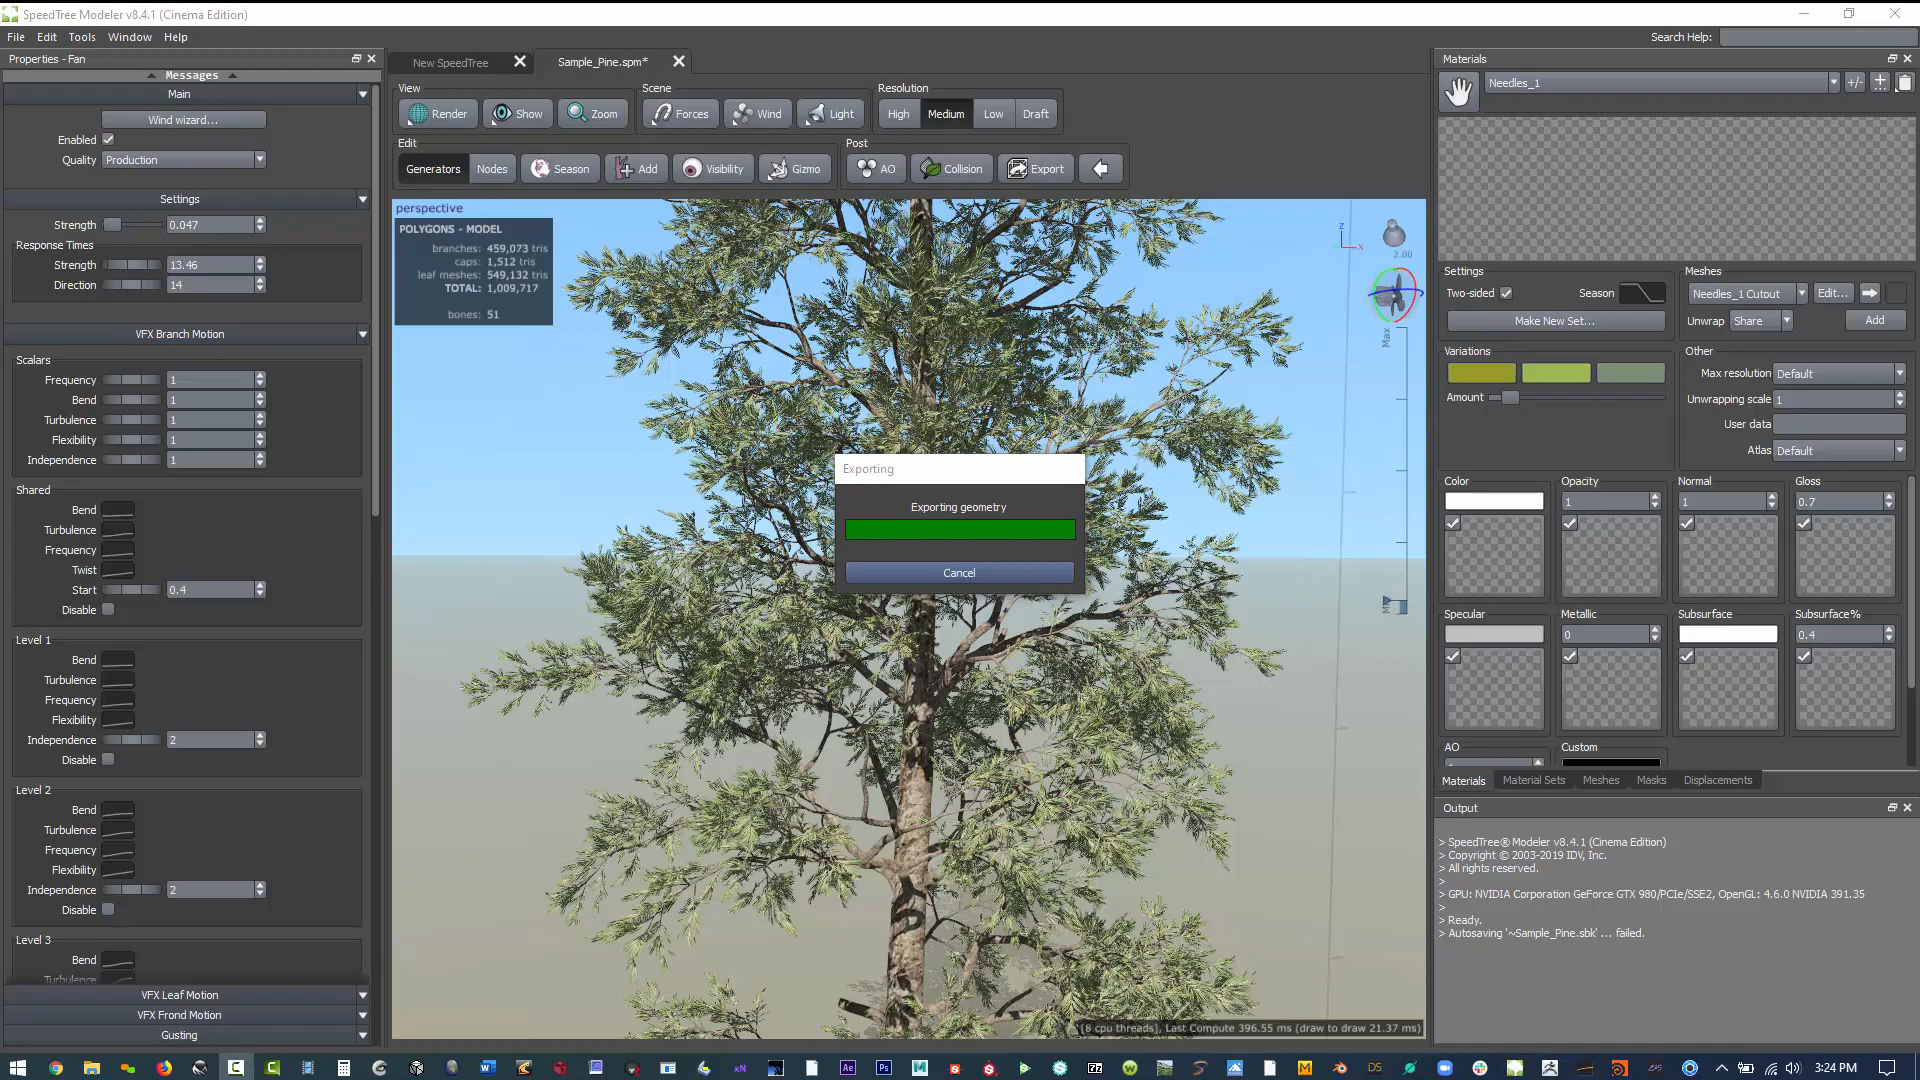 SpeedTree Modeler v8.4.1 (Cinema Edition)
File Edit Tools Window Help
Search Help:
Properties - Fan
Messages
Main
Wind wizard...
Enabled
Quality Production
Settings
Strength 0.047
Response Times
Strength 13.46
Direction 14
VFX Branch Motion
Scalars
Frequency 1
Bend 1
Turbulence 1
Flexibility 1
Independence 1
Shared
Bend
Turbulence
Frequency
Twist
Start 0.4
Disable
Level 1
Bend
Turbulence
Frequency
Flexibility
Independence 2
Disable
Level 2
Bend
Turbulence
Frequency
Flexibility
Independence 2
Disable
Level 3
Bend
Turbulence
VFX Leaf Motion
VFX Frond Motion
Gusting
New SpeedTree
Sample_Pine.spm*
View
Render Show Zoom
Scene
Forces Wind Light
Resolution
High Medium Low Draft
Edit
Generators Nodes Season Add Visibility Gizmo
Post
AO Collision Export
perspective
POLYGONS - MODEL
branches: 459,073 tris
caps: 1,512 tris
leaf meshes: 549,132 tris
TOTAL: 1,009,717
bones: 51
z
x
2.00
Max
Exporting
Exporting geometry
Cancel
[8 cpu threads], Last Compute 396.55 ms (draw to draw 21.37 ms)
Materials
Needles_1
+/-
Settings
Two-sided
Season
Make New Set...
Meshes
Needles_1 Cutout Edit...
Unwrap Share Add
Variations
Amount
Other
Max resolution Default
Unwrapping scale 1
User data
Atlas Default
Color Opacity Normal Gloss
1 1 0.7
Specular Metallic Subsurface Subsurface%
0 0.4
AO Custom
Materials Material Sets Meshes Masks Displacements
Output
> SpeedTree® Modeler v8.4.1 (Cinema Edition)
> Copyright © 2003-2019 IDV, Inc.
> All rights reserved.
>
> GPU: NVIDIA Corporation GeForce GTX 980/PCIe/SSE2, OpenGL: 4.6.0 NVIDIA 391.35
>
> Ready.
> Autosaving '~Sample_Pine.sbk' ... failed.
xN Ae Ps M DS
3:24 PM